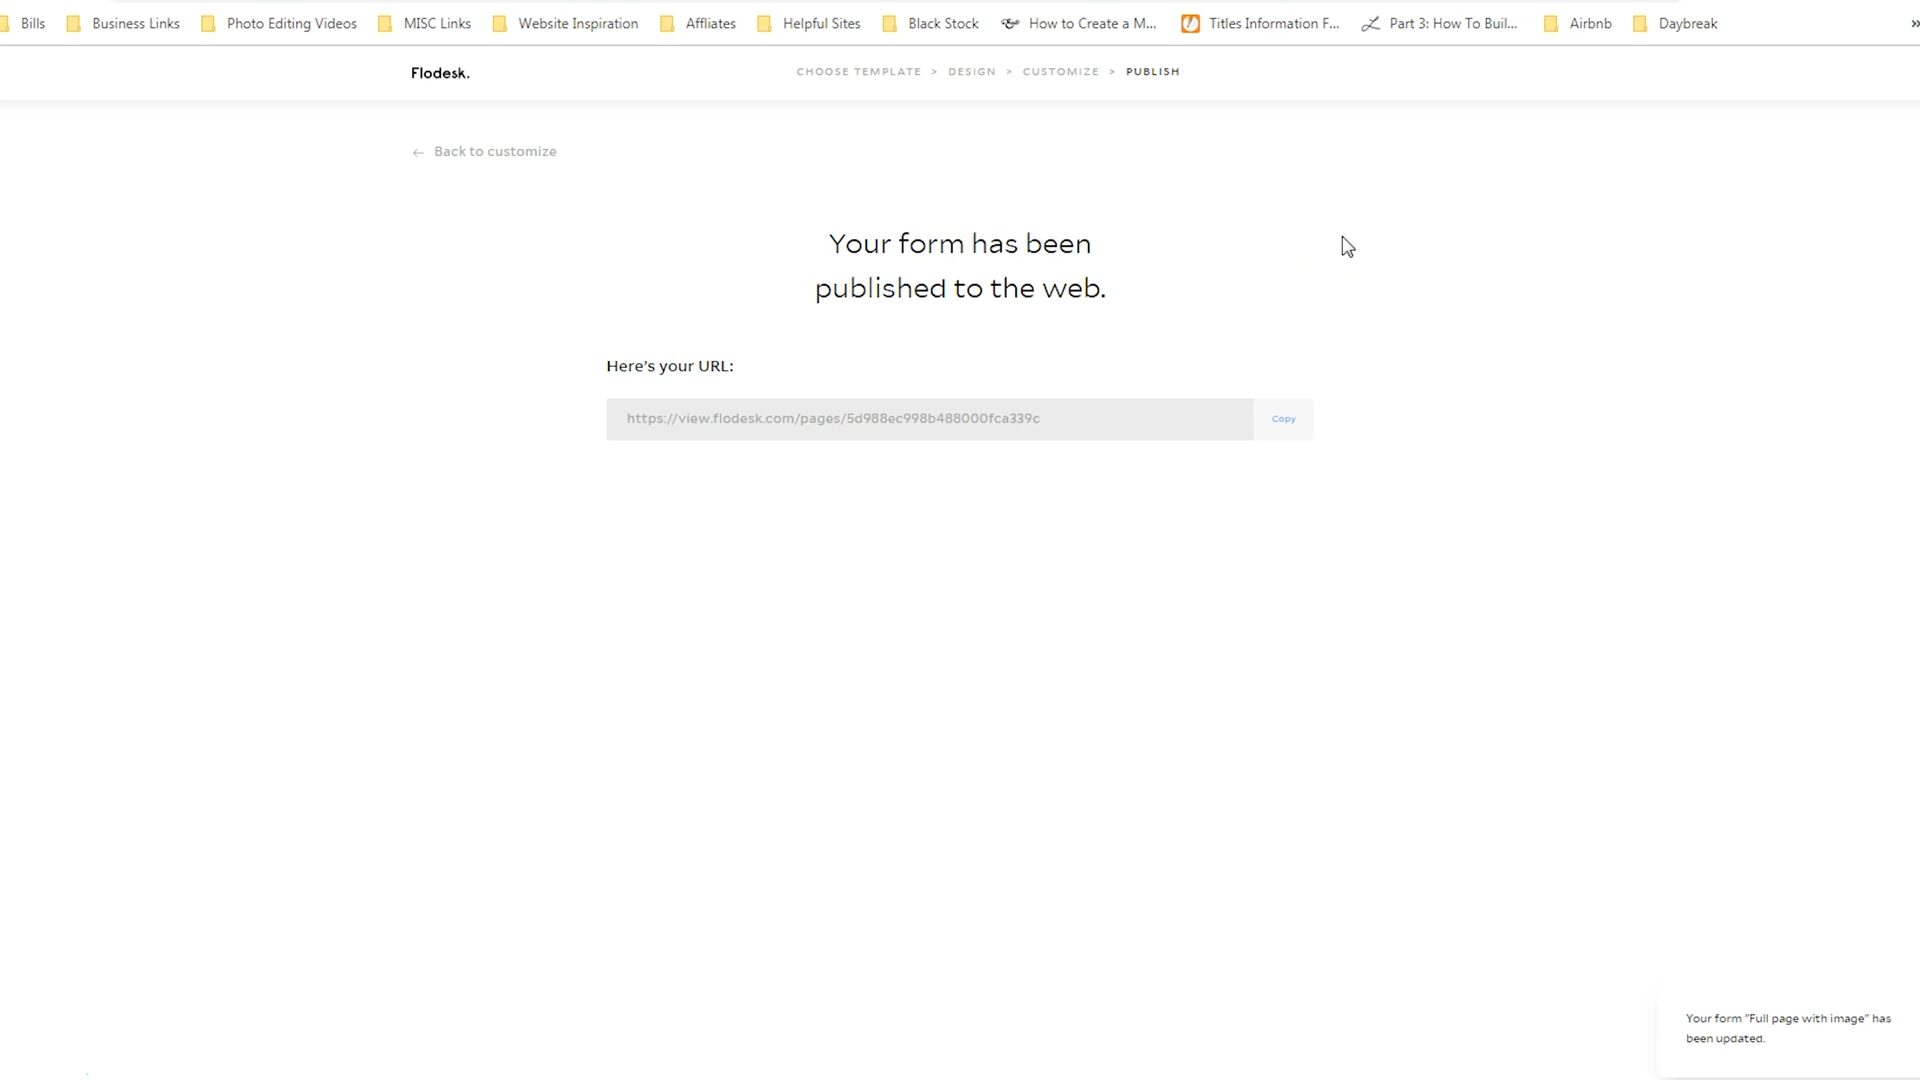 Bills Business Links Photo Editing Videos MISC Links Website Inspiration Affliates Helpful Sites Black Stock How to Create a M... Titles Information F... Part 3: How To Buil... Airbnb Daybreak »
Flodesk. CHOOSE TEMPLATE > DESIGN > CUSTOMIZE > PUBLISH
← Back to customize
Your form has been
published to the web.
Here's your URL:
https://view.flodesk.com/pages/5d988ec998b488000fca339c Copy
Your form "Full page with image" has
been updated.